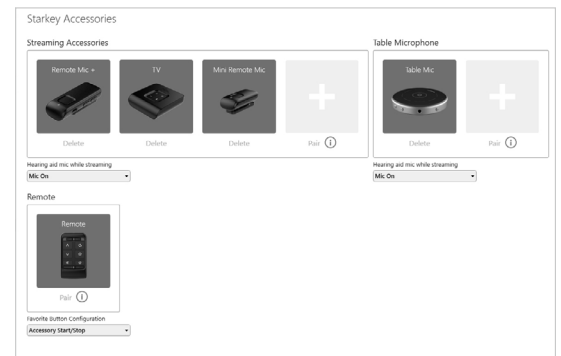 Starkey Accessories
Streaming Accessories
Remote Mic +
TV
Mini Remote Mic
Delete
Delete
Delete
Pair
Hearing aid mic while streaming
Mic On
Table Microphone
Table Mic
Delete
Pair
Hearing aid mic while streaming
Mic On
Remote
Remote
Pair
Favorite Button Configuration
Accessory Start/Stop